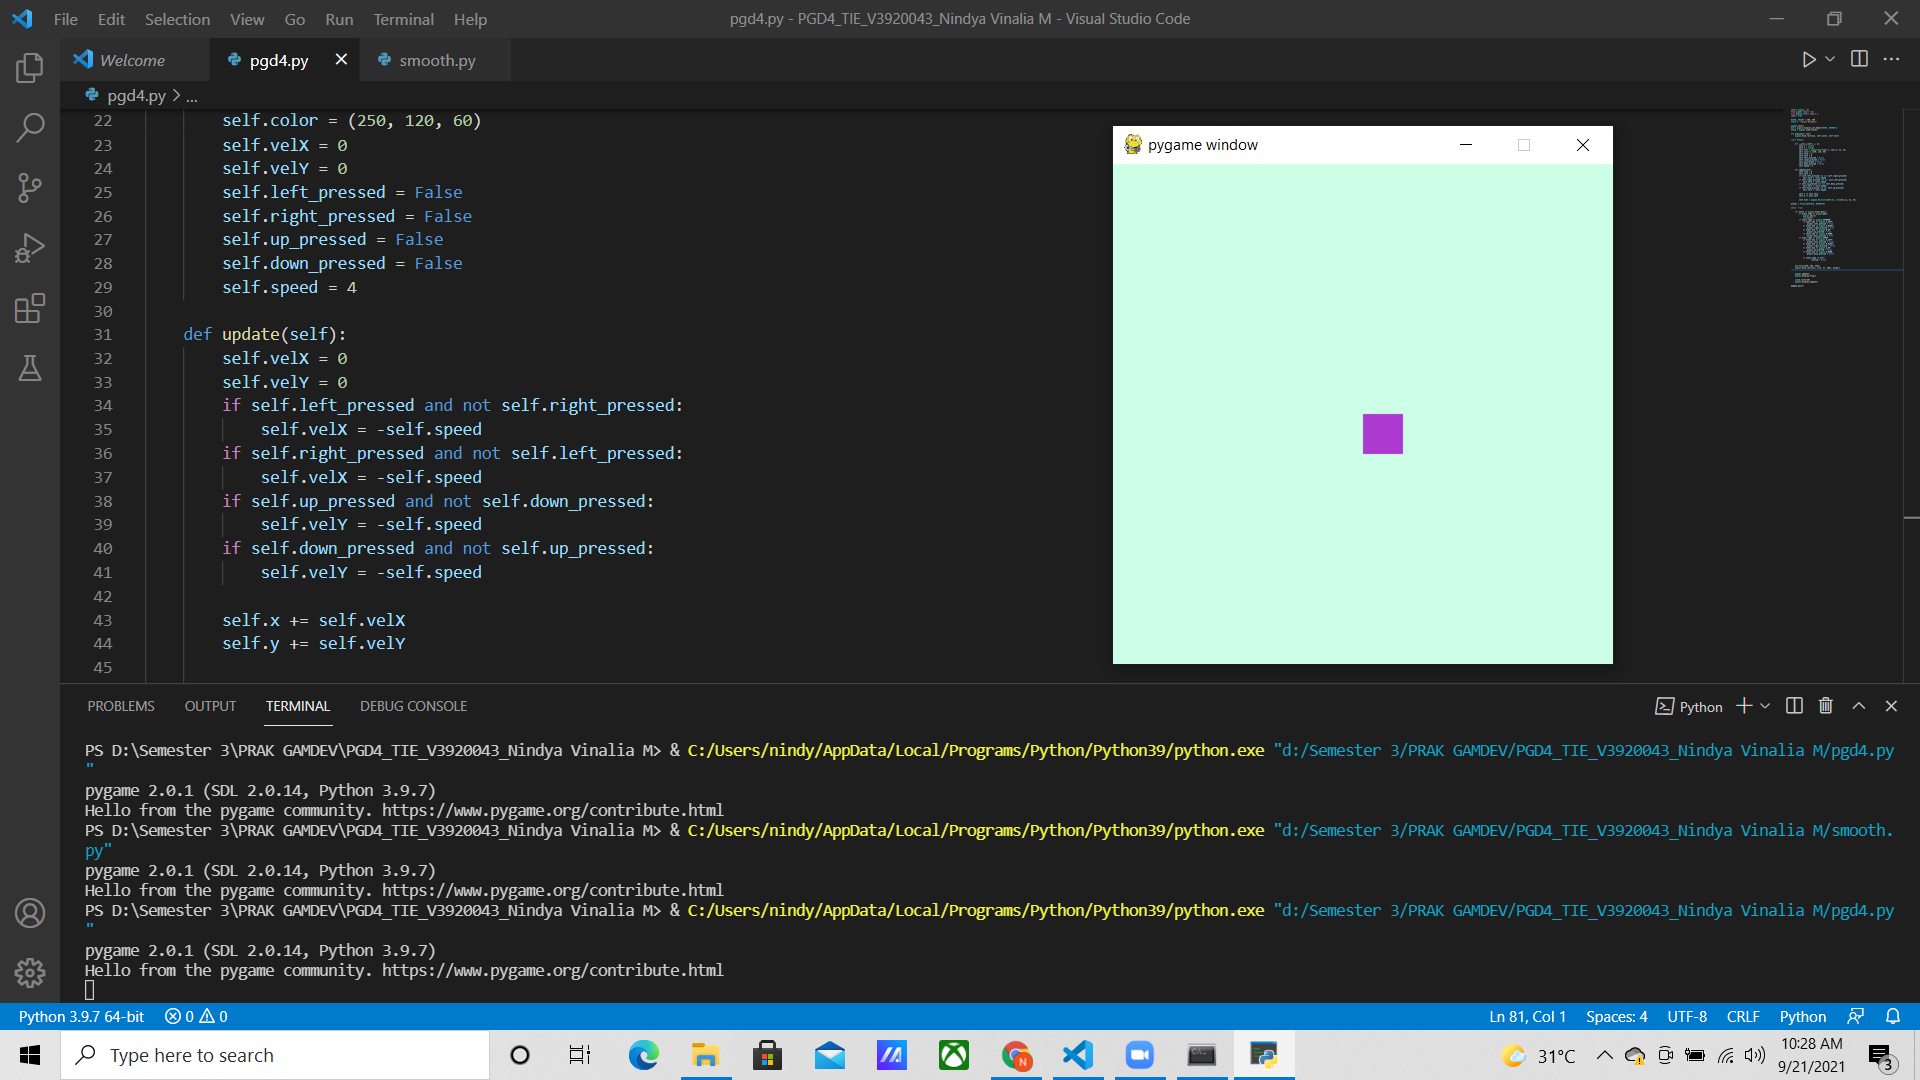 File Edit Selection View Go Run Terminal Help
pgd4.py - PGD4_TIE_V3920043_Nindya Vinalia M - Visual Studio Code
Welcome pgd4.py smooth.py
pgd4.py > ...
22 self.color = (250, 120, 60)
23 self.velX = 0
24 self.velY = 0
25 self.left_pressed = False
26 self.right_pressed = False
27 self.up_pressed = False
28 self.down_pressed = False
29 self.speed = 4
30
31 def update(self):
32 self.velX = 0
33 self.velY = 0
34 if self.left_pressed and not self.right_pressed:
35 self.velX = -self.speed
36 if self.right_pressed and not self.left_pressed:
37 self.velX = -self.speed
38 if self.up_pressed and not self.down_pressed:
39 self.velY = -self.speed
40 if self.down_pressed and not self.up_pressed:
41 self.velY = -self.speed
42
43 self.x += self.velX
44 self.y += self.velY
45
pygame window
PROBLEMS OUTPUT TERMINAL DEBUG CONSOLE
Python
PS D:\Semester 3\PRAK GAMDEV\PGD4_TIE_V3920043_Nindya Vinalia M> & C:/Users/nindy/AppData/Local/Programs/Python/Python39/python.exe "d:/Semester 3/PRAK GAMDEV/PGD4_TIE_V3920043_Nindya Vinalia M/pgd4.py
"
pygame 2.0.1 (SDL 2.0.14, Python 3.9.7)
Hello from the pygame community. https://www.pygame.org/contribute.html
PS D:\Semester 3\PRAK GAMDEV\PGD4_TIE_V3920043_Nindya Vinalia M> & C:/Users/nindy/AppData/Local/Programs/Python/Python39/python.exe "d:/Semester 3/PRAK GAMDEV/PGD4_TIE_V3920043_Nindya Vinalia M/smooth.
py"
pygame 2.0.1 (SDL 2.0.14, Python 3.9.7)
Hello from the pygame community. https://www.pygame.org/contribute.html
PS D:\Semester 3\PRAK GAMDEV\PGD4_TIE_V3920043_Nindya Vinalia M> & C:/Users/nindy/AppData/Local/Programs/Python/Python39/python.exe "d:/Semester 3/PRAK GAMDEV/PGD4_TIE_V3920043_Nindya Vinalia M/pgd4.py
"
pygame 2.0.1 (SDL 2.0.14, Python 3.9.7)
Hello from the pygame community. https://www.pygame.org/contribute.html
Python 3.9.7 64-bit 0 0 Ln 81, Col 1 Spaces: 4 UTF-8 CRLF Python
Type here to search
31°C
10:28 AM
9/21/2021
3